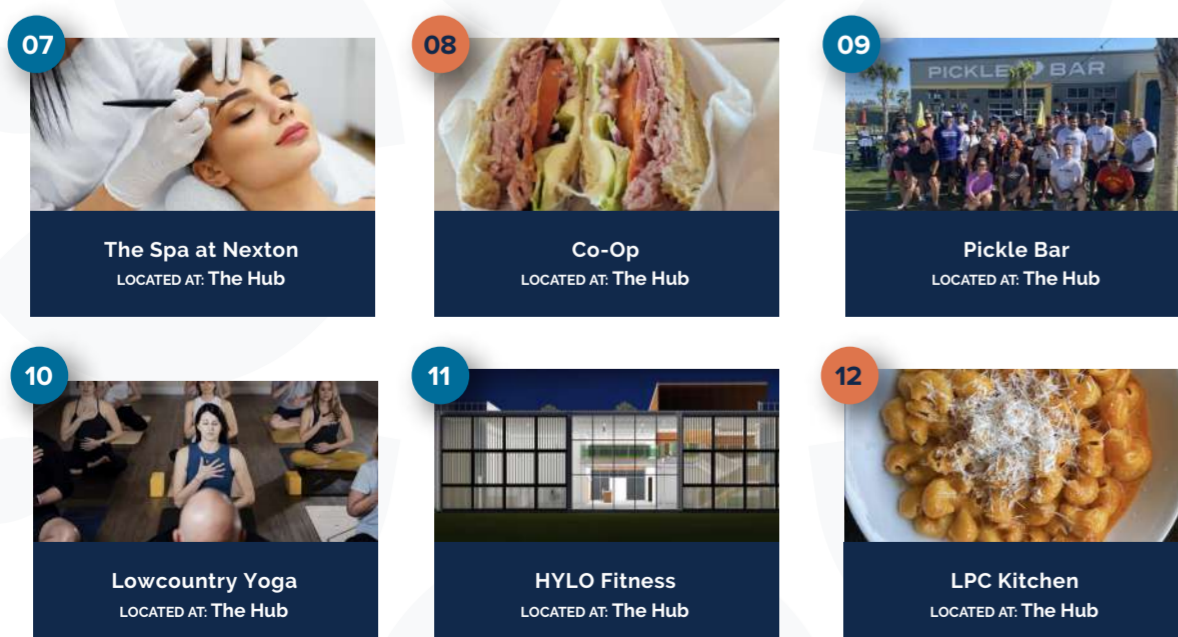 07
The Spa at Nexton
LOCATED AT: The Hub
08
Co-Op
LOCATED AT: The Hub
09
PICKLE BAR
Pickle Bar
LOCATED AT: The Hub
10
Lowcountry Yoga
LOCATED AT: The Hub
11
HYLO Fitness
LOCATED AT: The Hub
12
LPC Kitchen
LOCATED AT: The Hub